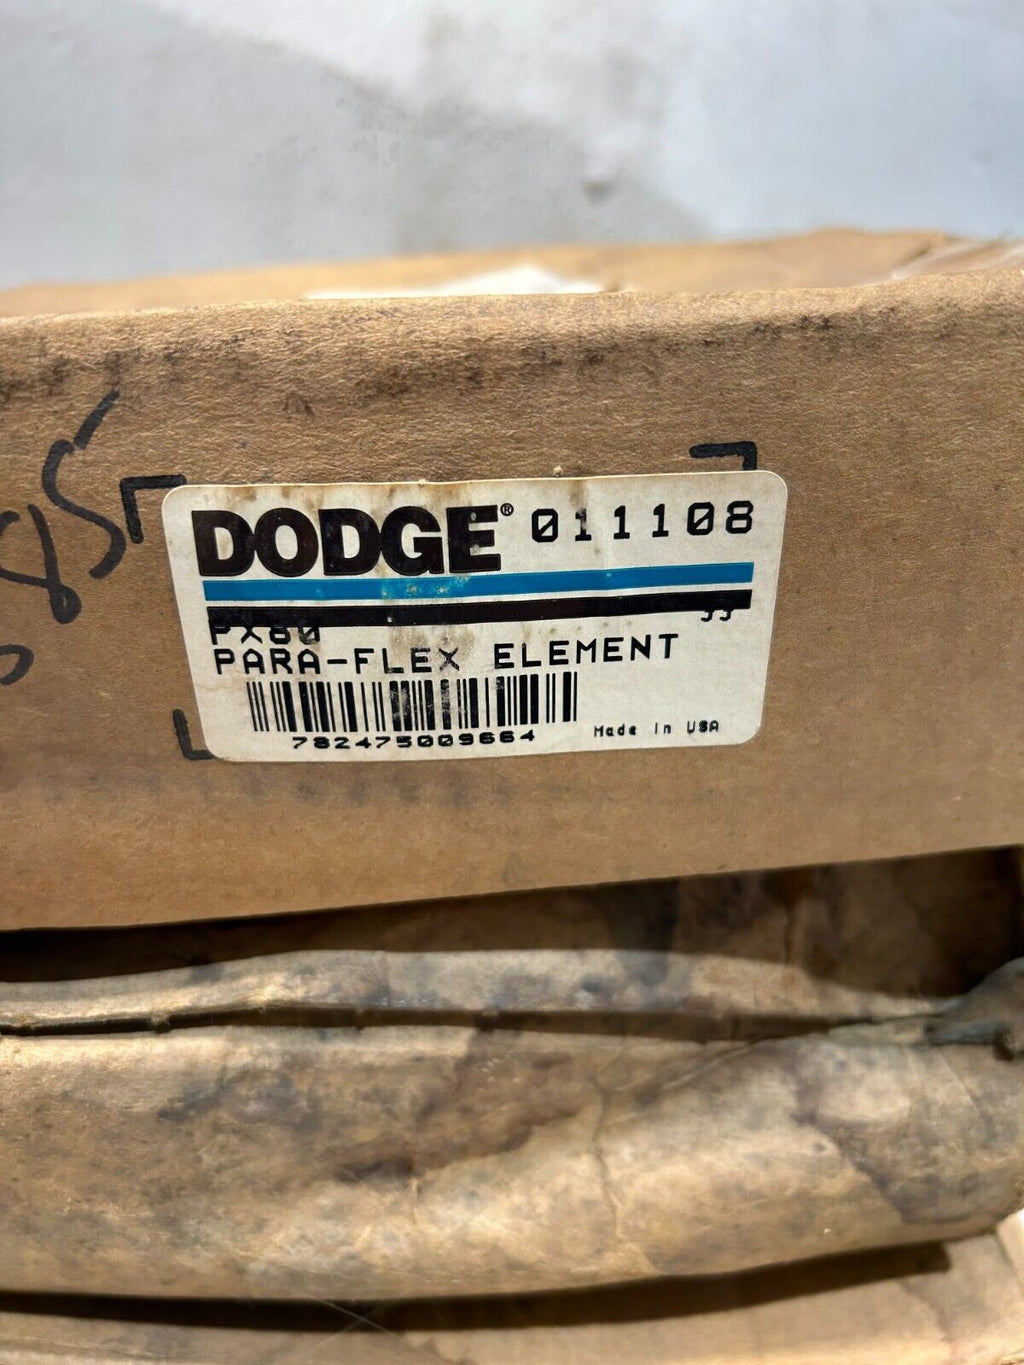 DODGE® 011108
PX80
PARA-FLEX ELEMENT
782475009664
Made in USA